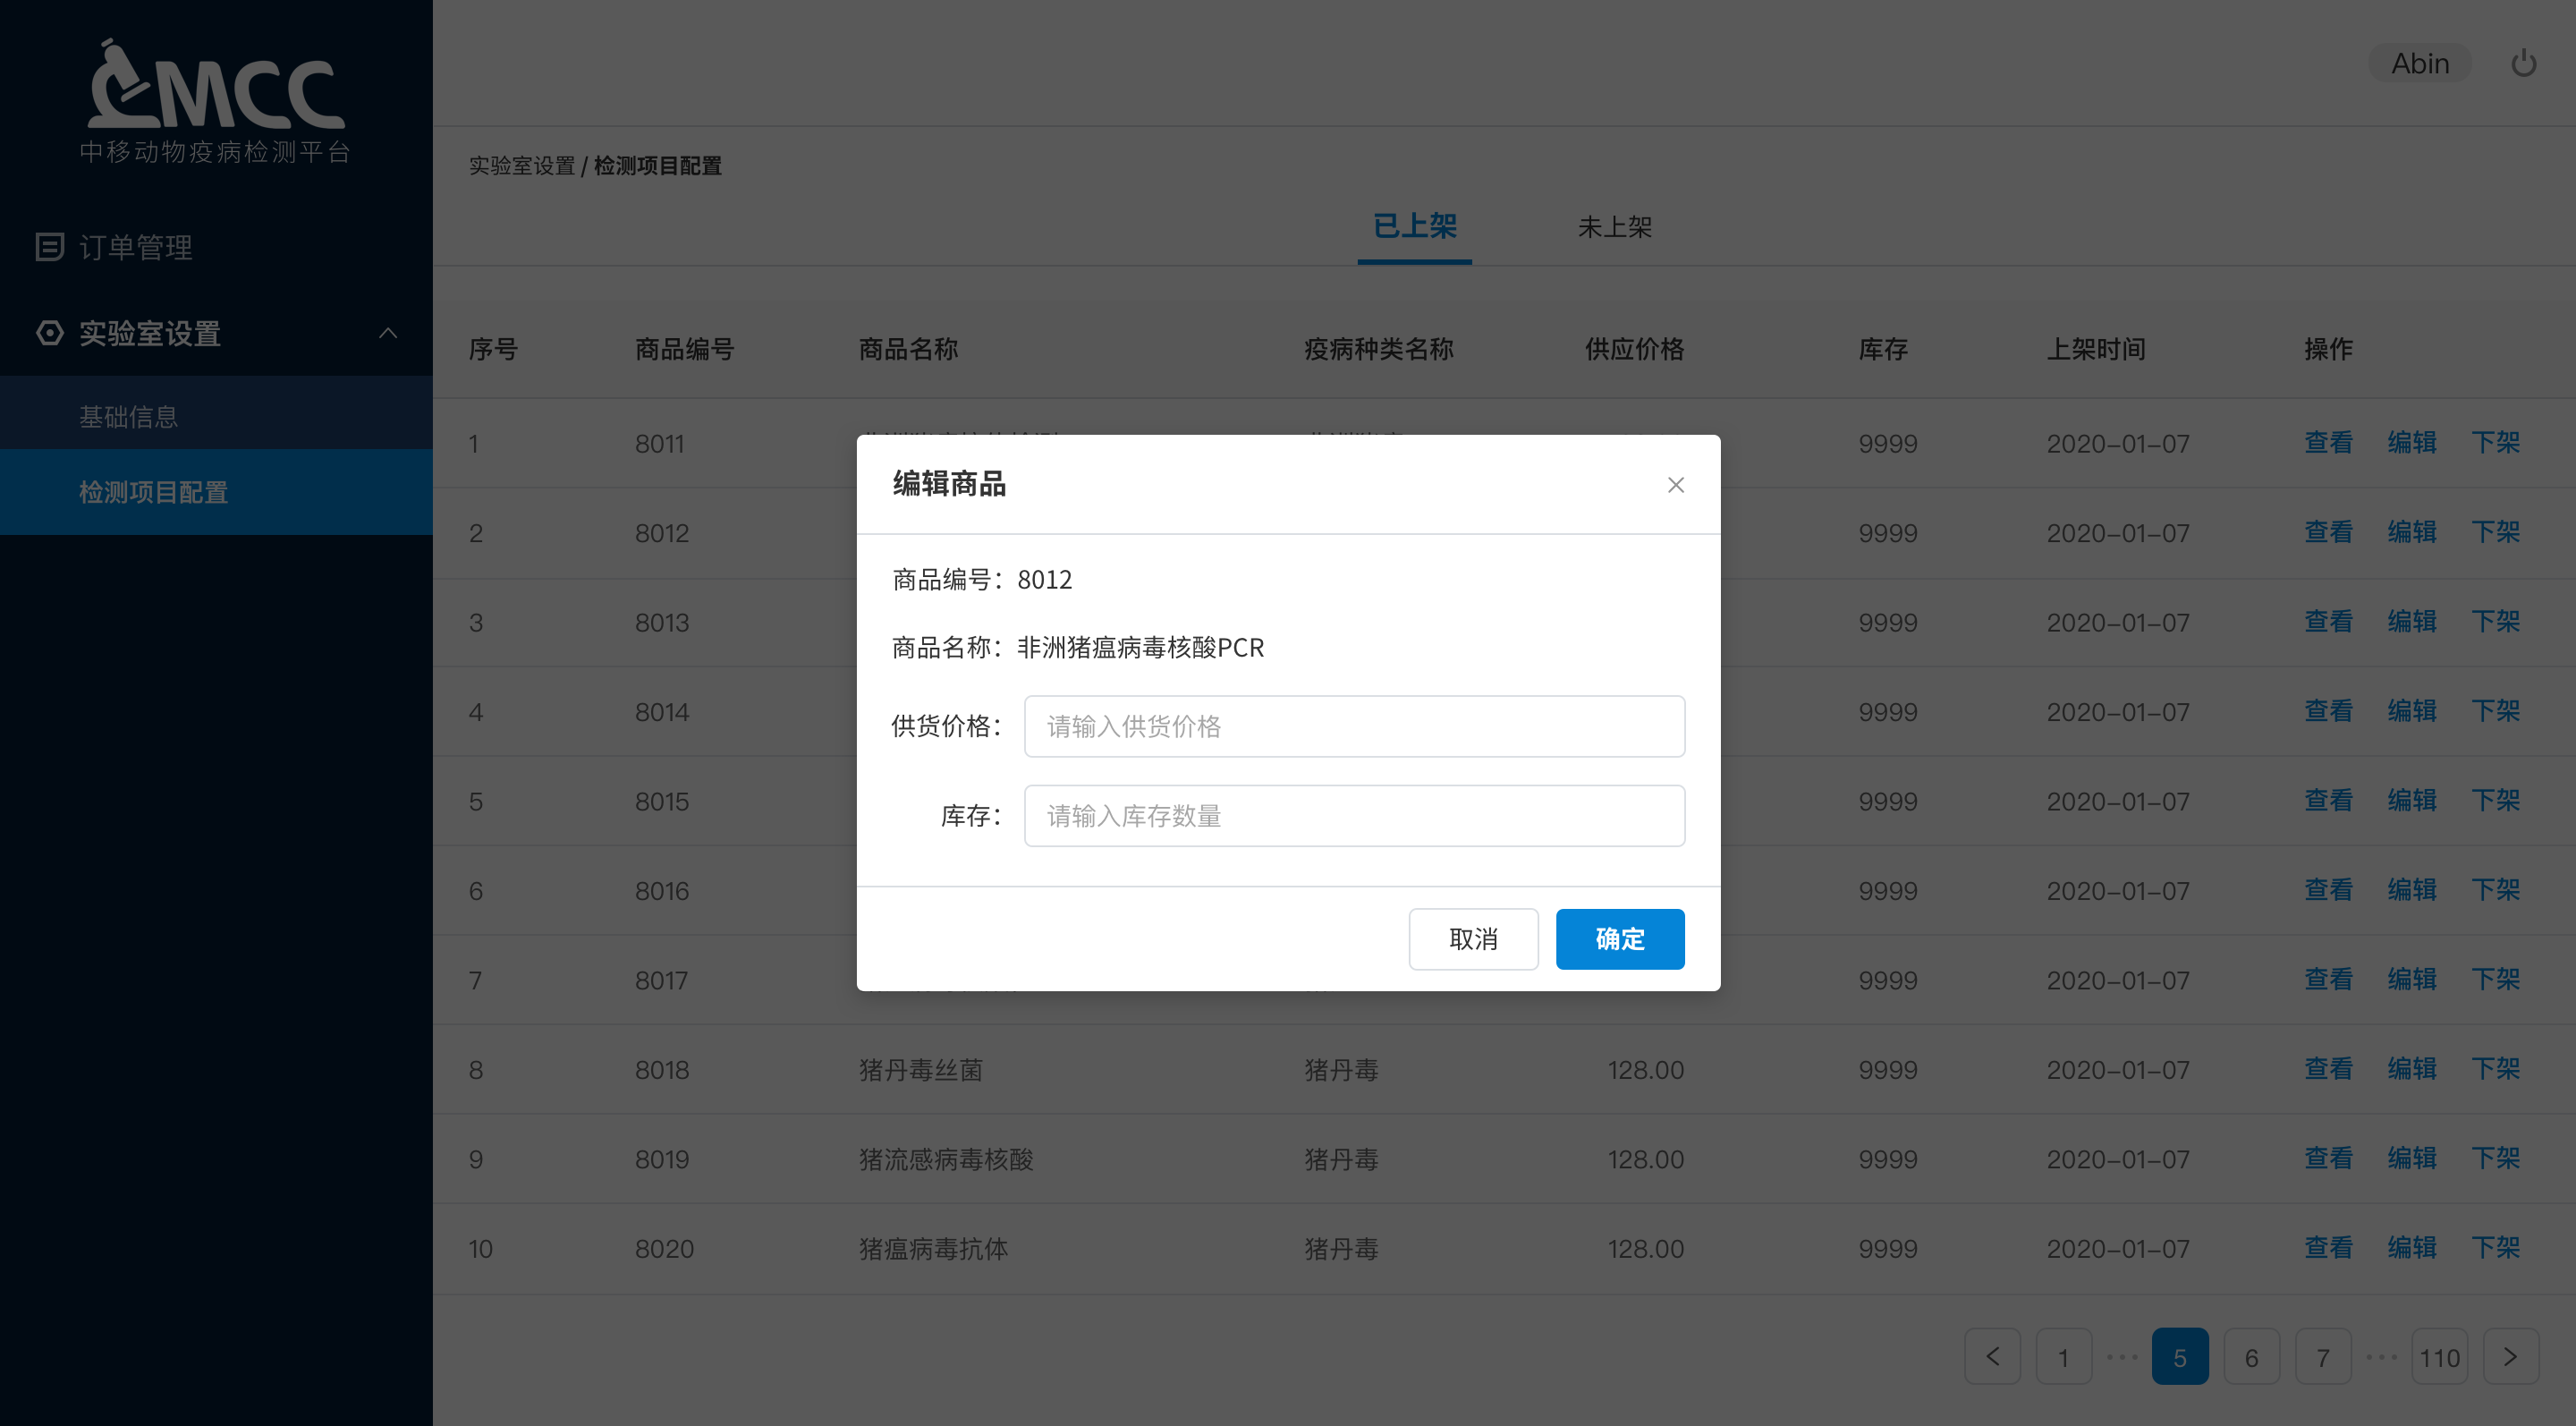 MCC
中移动物疫病检测平台
订单管理
实验室设置
基础信息
检测项目配置
Abin
实验室设置 / 检测项目配置
已上架 未上架
序号 商品编号 商品名称 疫病种类名称 供应价格 库存 上架时间 操作
1 8011 9999 2020-01-07 查看 编辑 下架
2 8012 9999 2020-01-07 查看 编辑 下架
3 8013 9999 2020-01-07 查看 编辑 下架
4 8014 9999 2020-01-07 查看 编辑 下架
5 8015 9999 2020-01-07 查看 编辑 下架
6 8016 9999 2020-01-07 查看 编辑 下架
7 8017 9999 2020-01-07 查看 编辑 下架
8 8018 猪丹毒丝菌 猪丹毒 128.00 9999 2020-01-07 查看 编辑 下架
9 8019 猪流感病毒核酸 猪丹毒 128.00 9999 2020-01-07 查看 编辑 下架
10 8020 猪瘟病毒抗体 猪丹毒 128.00 9999 2020-01-07 查看 编辑 下架
1 ··· 5 6 7 ··· 110
编辑商品
商品编号：8012
商品名称：非洲猪瘟病毒核酸PCR
供货价格：请输入供货价格
库存：请输入库存数量
取消 确定